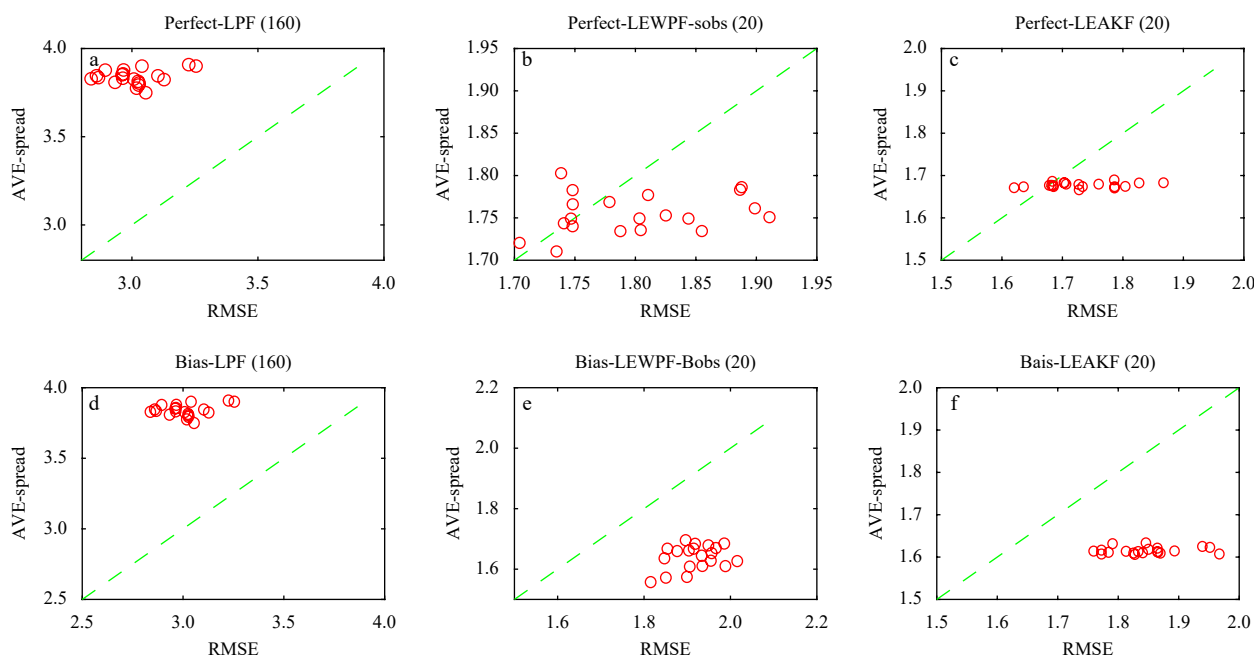 Perfect-LPF (160)
a
4.0
3.5
3.0
AVE-spread
3.0
3.5
4.0
RMSE
Perfect-LEWPF-sobs (20)
b
1.95
1.90
1.85
1.80
1.75
1.70
AVE-spread
1.70
1.75
1.80
1.85
1.90
1.95
RMSE
Perfect-LEAKF (20)
c
2.0
1.9
1.8
1.7
1.6
1.5
AVE-spread
1.5
1.6
1.7
1.8
1.9
2.0
RMSE
Bias-LPF (160)
d
4.0
3.5
3.0
2.5
AVE-spread
2.5
3.0
3.5
4.0
RMSE
Bias-LEWPF-Bobs (20)
e
2.2
2.0
1.8
1.6
AVE-spread
1.6
1.8
2.0
2.2
RMSE
Bais-LEAKF (20)
f
2.0
1.9
1.8
1.7
1.6
1.5
AVE-spread
1.5
1.6
1.7
1.8
1.9
2.0
RMSE